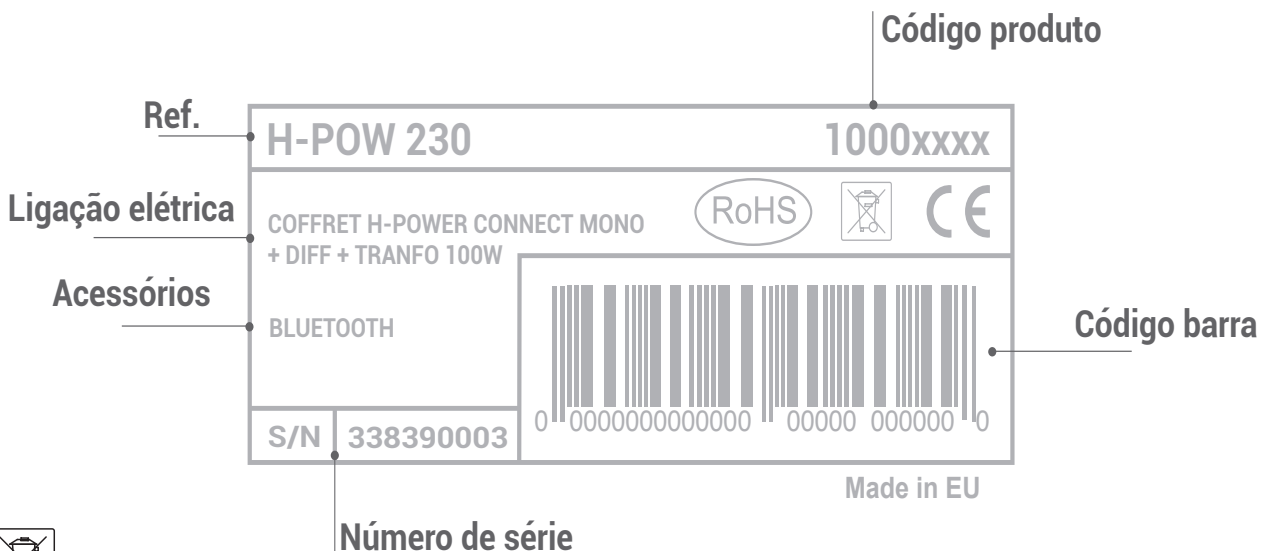 Código produto
Ref.
H-POW 230
1000xxxx
Ligação elétrica
COFFRET H-POWER CONNECT MONO
+ DIFF + TRANFO 100W
RoHS
CE
Acessórios
BLUETOOTH
Código barra
0 0000000000000 00000 000000 0
S/N 338390003
Made in EU
Número de série